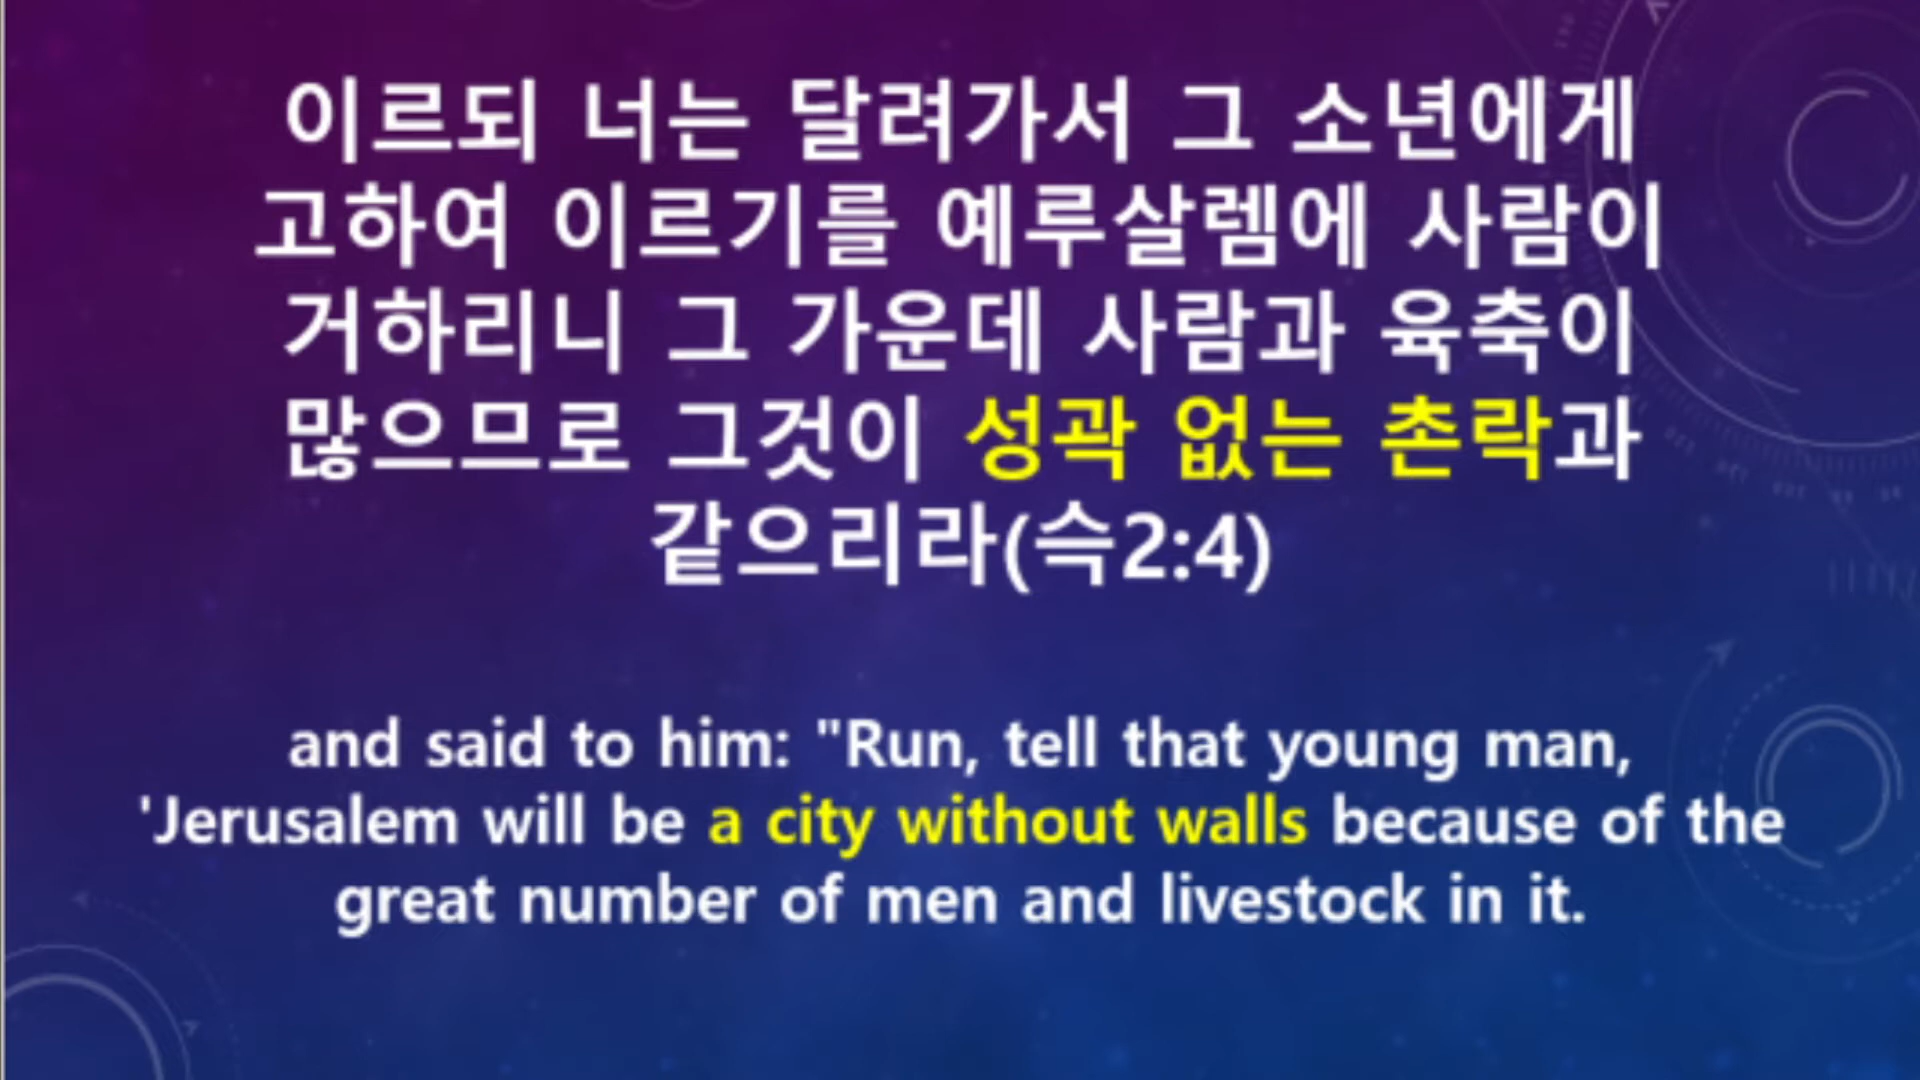 이르되 너는 달려가서 그 소년에게
고하여 이르기를 예루살렘에 사람이
거하리니 그 가운데 사람과 육축이
많으므로 그것이 성곽 없는 촌락과
같으리라(슥2:4)
and said to him: "Run, tell that young man,
'Jerusalem will be a city without walls because of the
great number of men and livestock in it.